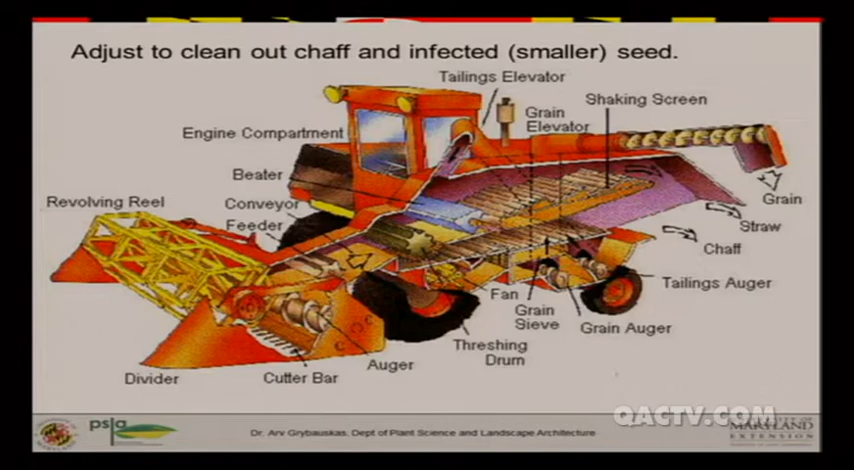 Adjust to clean out chaff and infected (smaller) seed.
Tailings Elevator
Shaking Screen
Grain
Elevator
Engine Compartment
Beater
Revolving Reel
Conveyor
Feeder
Grain
Straw
Chaff
Tailings Auger
Fan
Grain
Sieve
Grain Auger
Threshing
Drum
Auger
Cutter Bar
Divider
QACTV.COM
psla
Dr. Arv Grybauskas, Dept of Plant Science and Landscape Architecture
MARYLAND
EXTENSION